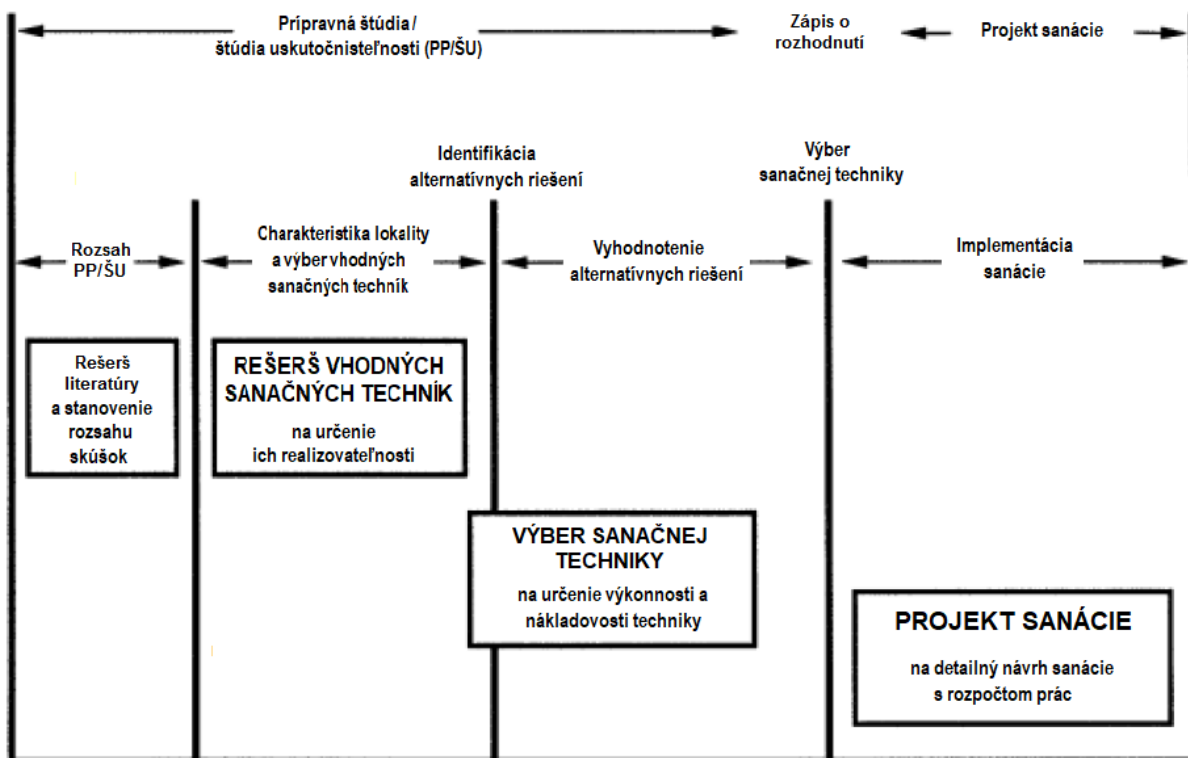 Prípravná štúdia /
štúdia uskutočnisteľnosti (PP/ŠU)
Zápis o
rozhodnutí
Projekt sanácie
Identifikácia
alternatívnych riešení
Výber
sanačnej techniky
Rozsah
PP/ŠU
Charakteristika lokality
a výber vhodných
sanačných techník
Vyhodnotenie
alternatívnych riešení
Implementácia
sanácie
Rešerš
literatúry
a stanovenie
rozsahu
skúšok
REŠERŠ VHODNÝCH
SANAČNÝCH TECHNÍK
na určenie
ich realizovateľnosti
VÝBER SANAČNEJ
TECHNIKY
na určenie výkonnosti a
nákladovosti techniky
PROJEKT SANÁCIE
na detailný návrh sanácie
s rozpočtom prác